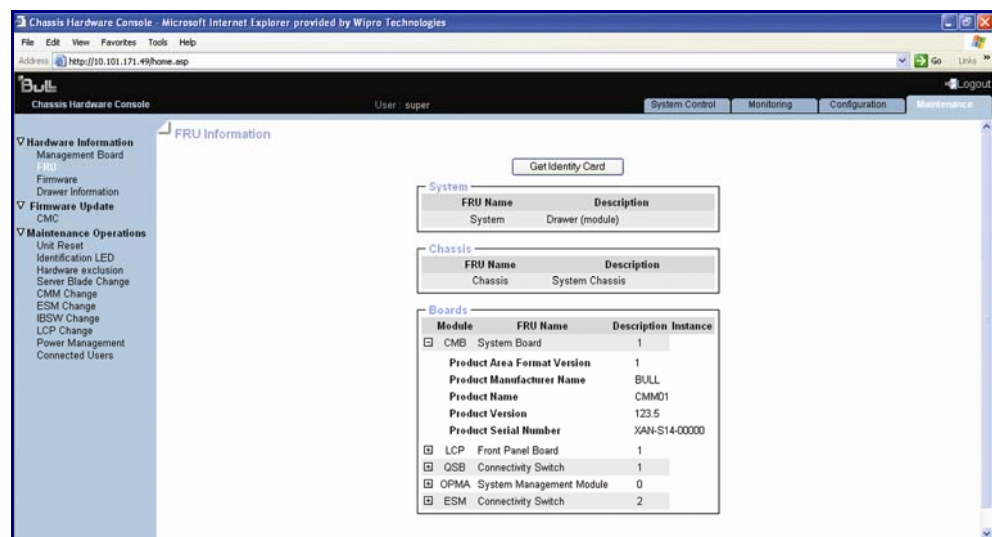 Chassis Hardware Console - Microsoft Internet Explorer provided by Wipro Technologies
File Edit View Favorites Tools Help
Address http://10.101.171.49/home.asp Go Links »
Bull Logout
Chassis Hardware Console User : super System Control Monitoring Configuration Maintenance
Hardware Information
Management Board
FRU
Firmware
Drawer Information
Firmware Update
CMC
Maintenance Operations
Unit Reset
Identification LED
Hardware exclusion
Server Blade Change
CMM Change
ESM Change
IBSW Change
LCP Change
Power Management
Connected Users
FRU Information
Get Identity Card
System
FRU Name Description
System Drawer (module)
Chassis
FRU Name Description
Chassis System Chassis
Boards
Module FRU Name Description Instance
CMB System Board 1
Product Area Format Version 1
Product Manufacturer Name BULL
Product Name CMM01
Product Version 123.5
Product Serial Number XAN-S14-00000
LCP Front Panel Board 1
QSB Connectivity Switch 1
OPMA System Management Module 0
ESM Connectivity Switch 2